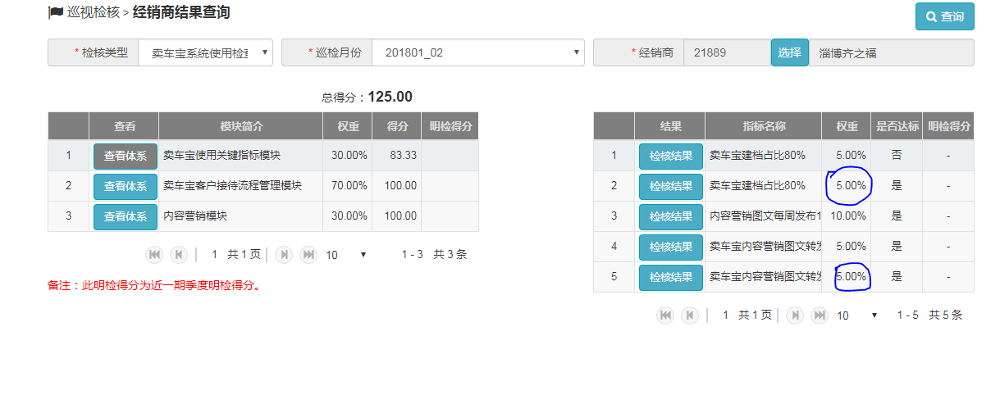 巡视检核 > 经销商结果查询
查询
* 检核类型 卖车宝系统使用检查 * 巡检月份 201801_02 * 经销商 21889 选择 淄博齐之福
总得分：125.00
查看 模块简介 权重 得分 明检得分
1 查看体系 卖车宝使用关键指标模块 30.00% 83.33
2 查看体系 卖车宝客户接待流程管理模块 70.00% 100.00
3 查看体系 内容营销模块 30.00% 100.00
1 共 1 页 10 1 - 3 共 3 条
备注：此明检得分为近一期季度明检得分。
结果 指标名称 权重 是否达标 明检得分
1 检核结果 卖车宝建档占比80% 5.00% 否 -
2 检核结果 卖车宝建档占比80% 5.00% 是 -
3 检核结果 内容营销图文每周发布1 10.00% 是 -
4 检核结果 卖车宝内容营销图文转发 5.00% 是 -
5 检核结果 卖车宝内容营销图文转发 5.00% 是 -
1 共 1 页 10 1 - 5 共 5 条